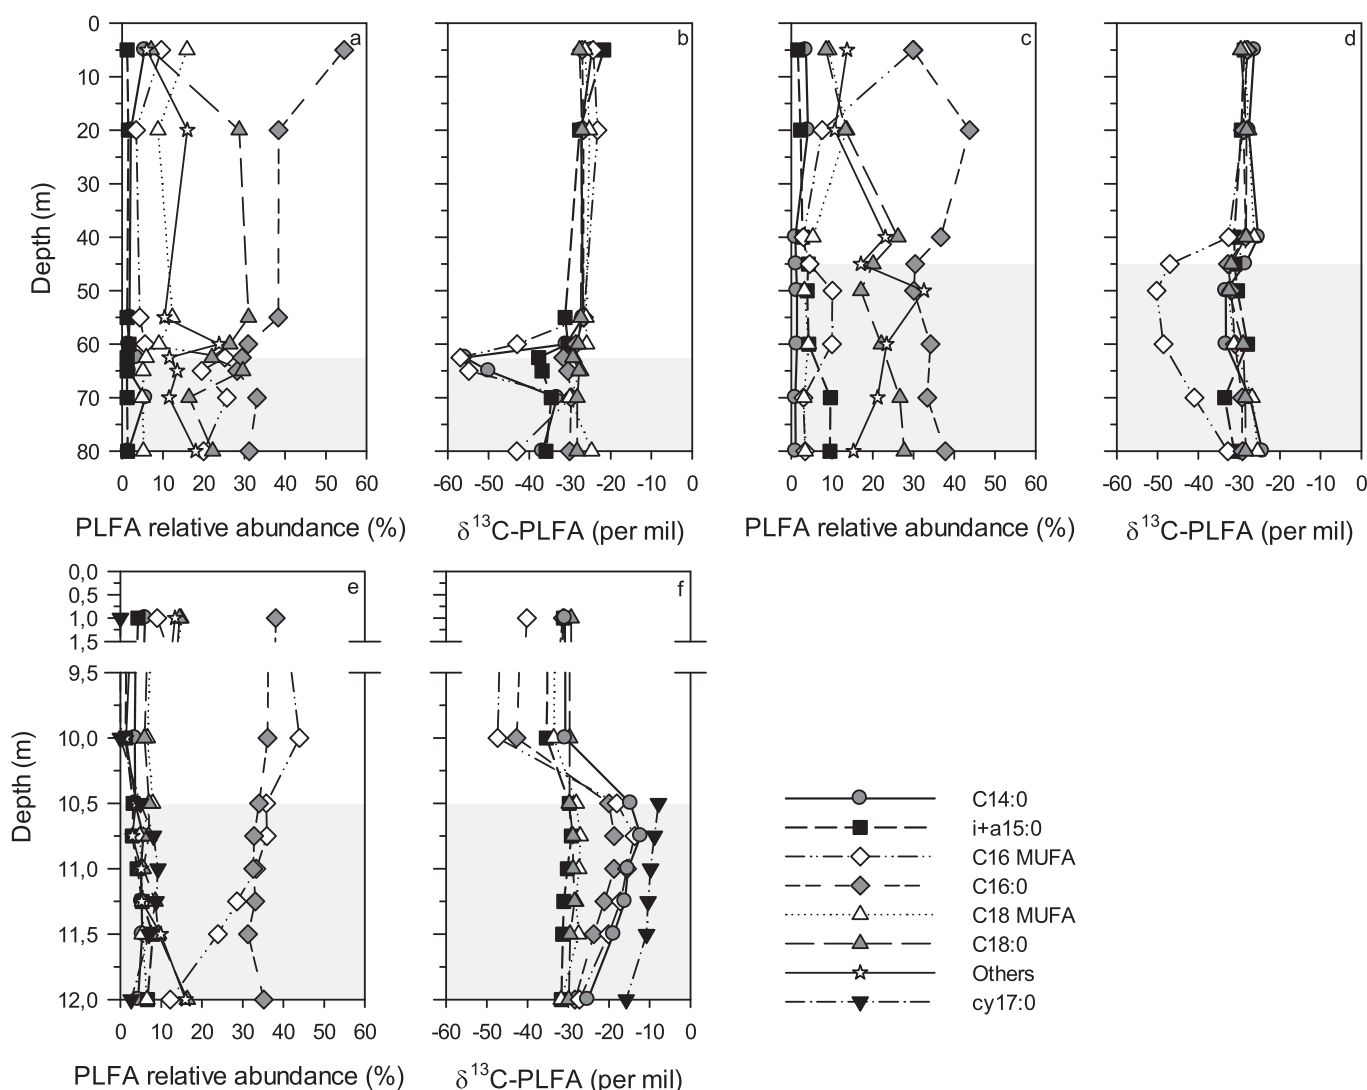 a
b
c
d
0
10
20
30
40
50
60
70
80
Depth (m)
0 10 20 30 40 50 60
-60 -50 -40 -30 -20 -10 0
0 10 20 30 40 50 60
-60 -50 -40 -30 -20 -10 0
PLFA relative abundance (%)
δ13C-PLFA (per mil)
PLFA relative abundance (%)
δ13C-PLFA (per mil)
e
f
0,0
0,5
1,0
1,5
9,5
10,0
10,5
11,0
11,5
12,0
Depth (m)
0 10 20 30 40 50 60
-60 -50 -40 -30 -20 -10 0
PLFA relative abundance (%)
δ13C-PLFA (per mil)
C14:0
i+a15:0
C16 MUFA
C16:0
C18 MUFA
C18:0
Others
cy17:0